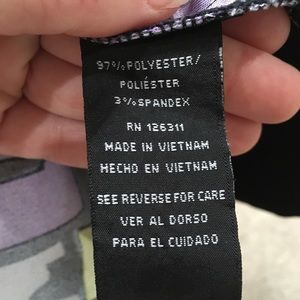 97% POLYESTER/
POLIÉSTER
3% SPANDEX
RN 126311
MADE IN VIETNAM
HECHO EN VIETNAM
SEE REVERSE FOR CARE
VER AL DORSO
PARA EL CUIDADO